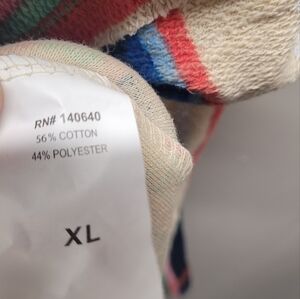 RN# 140640
56% COTTON
44% POLYESTER
XL